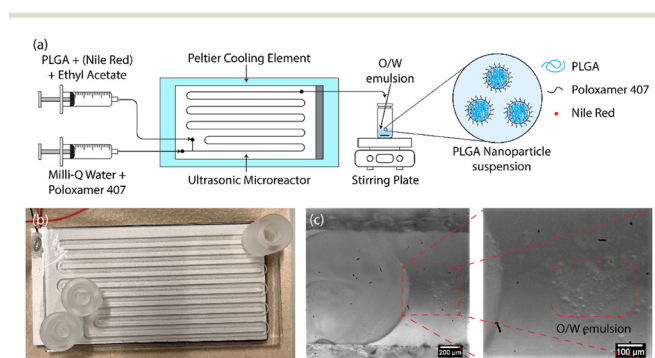 (a)
PLGA + (Nile Red)
+ Ethyl Acetate
Peltier Cooling Element
O/W
emulsion
PLGA
Poloxamer 407
Nile Red
Milli-Q Water +
Poloxamer 407
Ultrasonic Microreactor
Stirring Plate
PLGA Nanoparticle
suspension
(b)
(c)
200 μm
O/W emulsion
100 μm